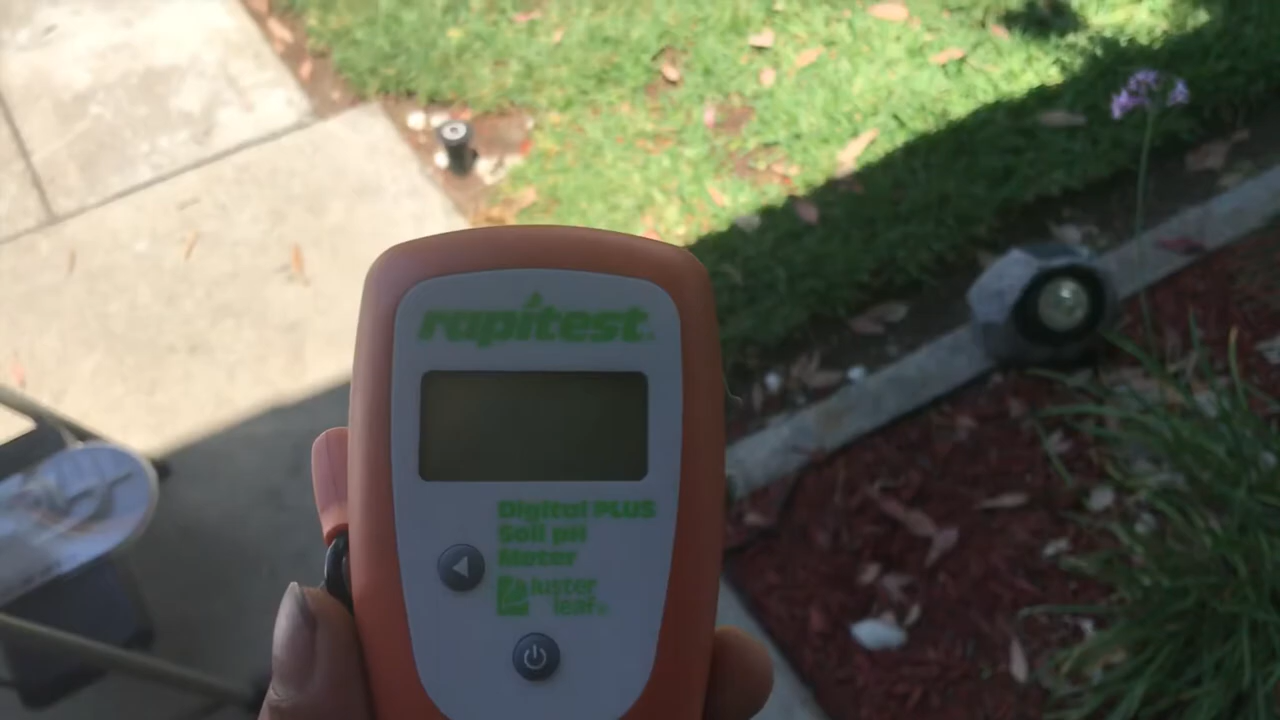 rapitest
Digital PLUS
Soil pH
Meter
luster
leaf